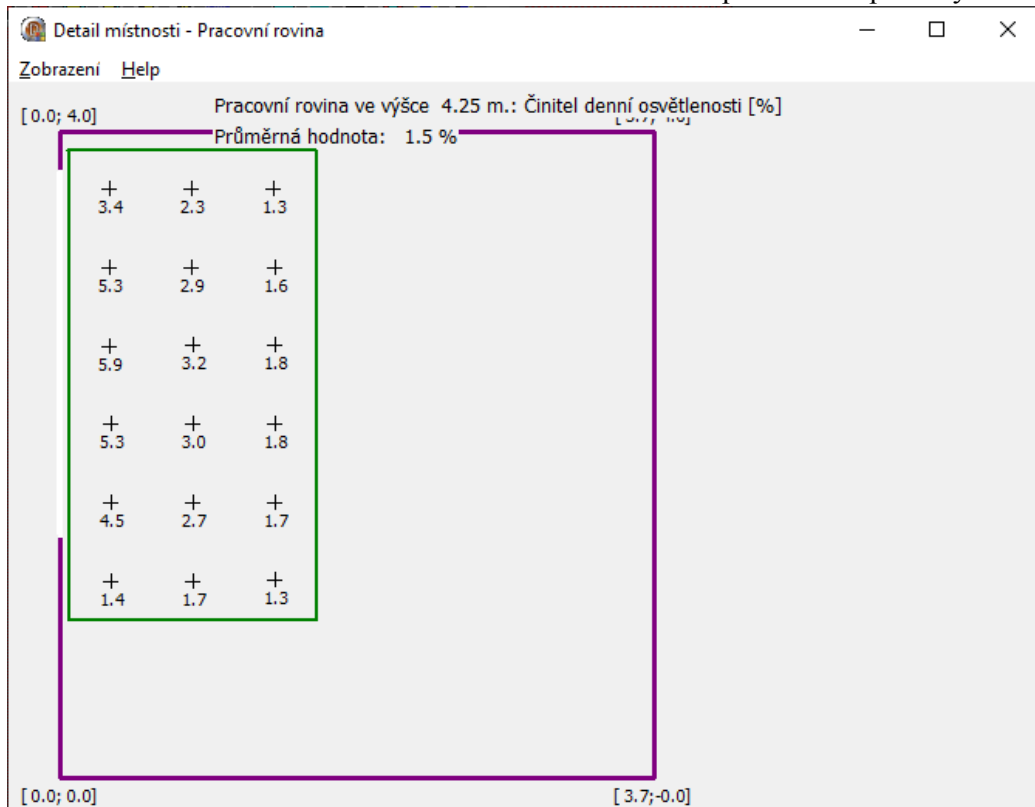 Detail místnosti - Pracovní rovina
Zobrazení Help
Pracovní rovina ve výšce 4.25 m.: Činitel denní osvětlenosti [%]
[ 0.0; 4.0]
Průměrná hodnota: 1.5 %
3.4 2.3 1.3
5.3 2.9 1.6
5.9 3.2 1.8
5.3 3.0 1.8
4.5 2.7 1.7
1.4 1.7 1.3
[ 0.0; 0.0] [ 3.7;-0.0]